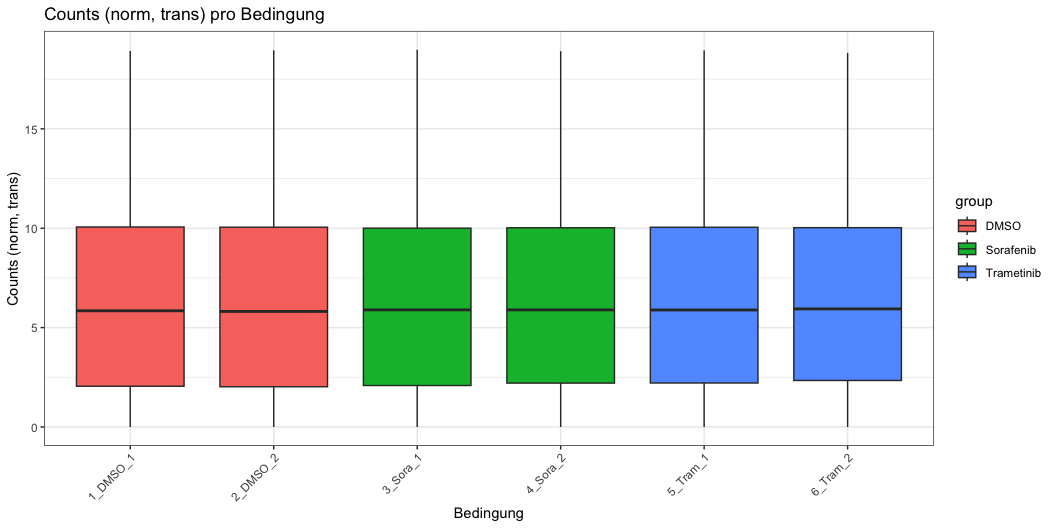 Counts (norm, trans) pro Bedingung
Counts (norm, trans)
15
10
5
0
1_DMSO_1
2_DMSO_2
3_Sora_1
4_Sora_2
5_Tram_1
6_Tram_2
Bedingung
group
DMSO
Sorafenib
Trametinib